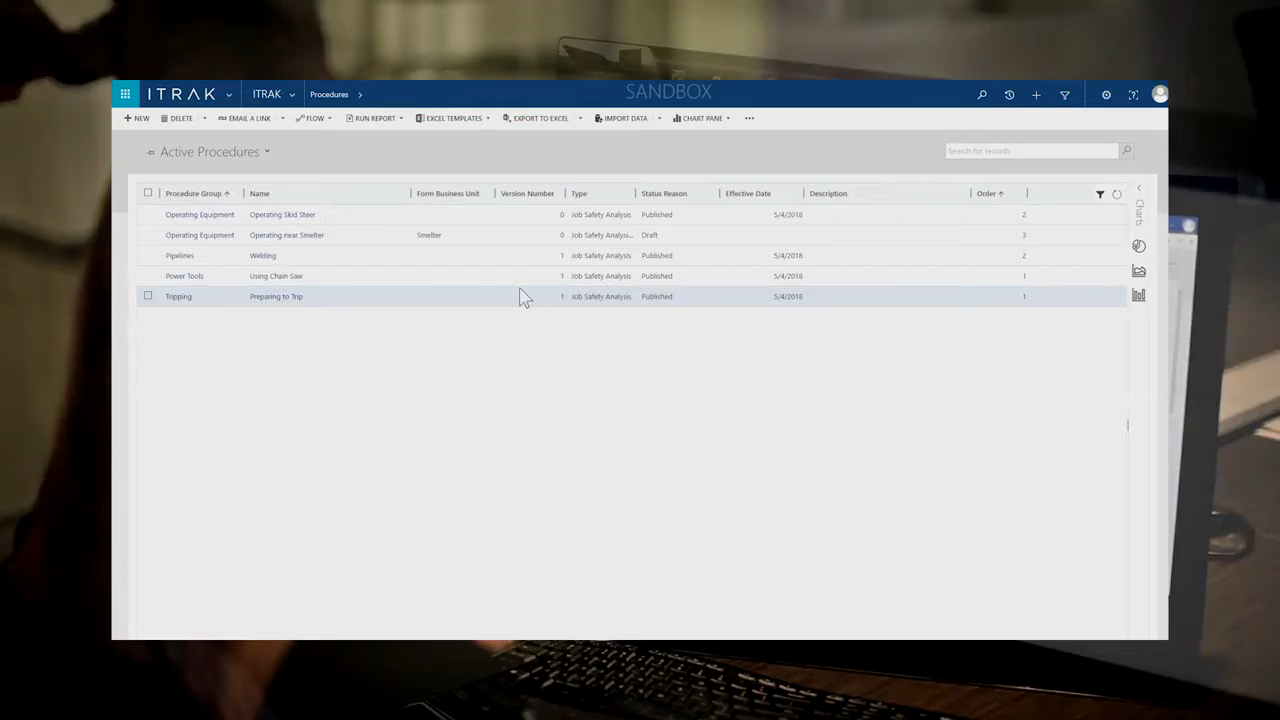 ITRAK ITRAK Procedures SANDBOX
NEW DELETE EMAIL A LINK FLOW RUN REPORT EXCEL TEMPLATES EXPORT TO EXCEL IMPORT DATA CHART PANE
Active Procedures Search for records...
Procedure Group Name Form Business Unit Version Number Type Status Reason Effective Date Description Order
Operating Equipment Operating Skid Steer 0 Job Safety Analysis Published 5/4/2018 2
Operating Equipment Operating near Smelter Smelter 0 Job Safety Analysi... Draft 3
Pipelines Welding 1 Job Safety Analysis Published 5/4/2018 2
Power Tools Using Chain Saw 1 Job Safety Analysis Published 5/4/2018 1
Tripping Preparing to Trip 1 Job Safety Analysis Published 5/4/2018 1
Charts